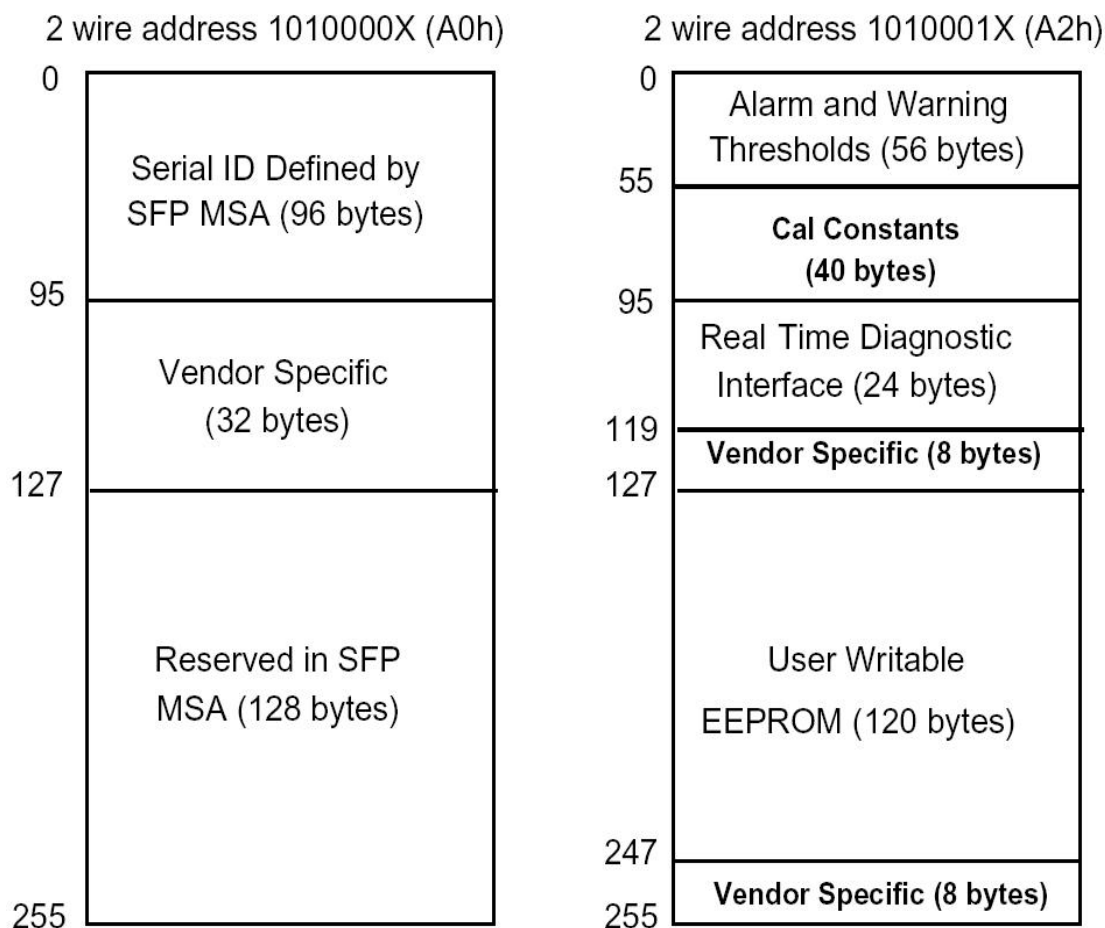 2 wire address 1010000X (A0h)
0
Serial ID Defined by
SFP MSA (96 bytes)
95
Vendor Specific
(32 bytes)
127
Reserved in SFP
MSA (128 bytes)
255
2 wire address 1010001X (A2h)
0
Alarm and Warning
Thresholds (56 bytes)
55
Cal Constants
(40 bytes)
95
Real Time Diagnostic
Interface (24 bytes)
119
Vendor Specific (8 bytes)
127
User Writable
EEPROM (120 bytes)
247
Vendor Specific (8 bytes)
255